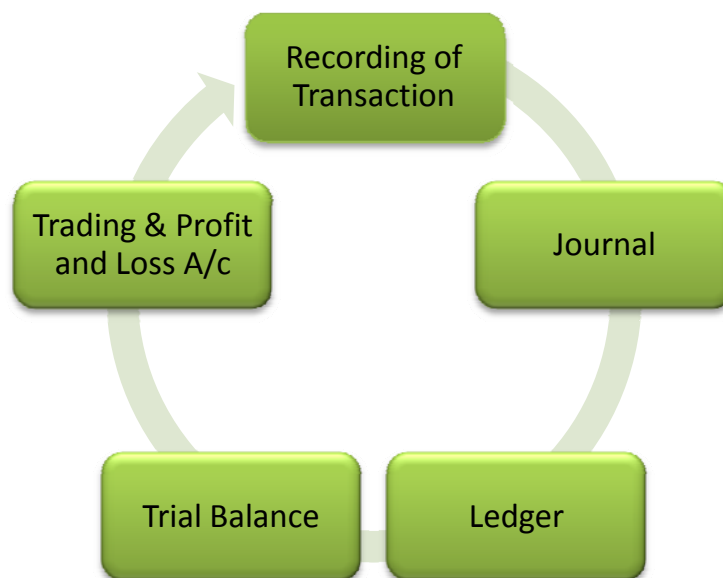 Recording of
Transaction
Journal
Ledger
Trial Balance
Trading & Profit
and Loss A/c